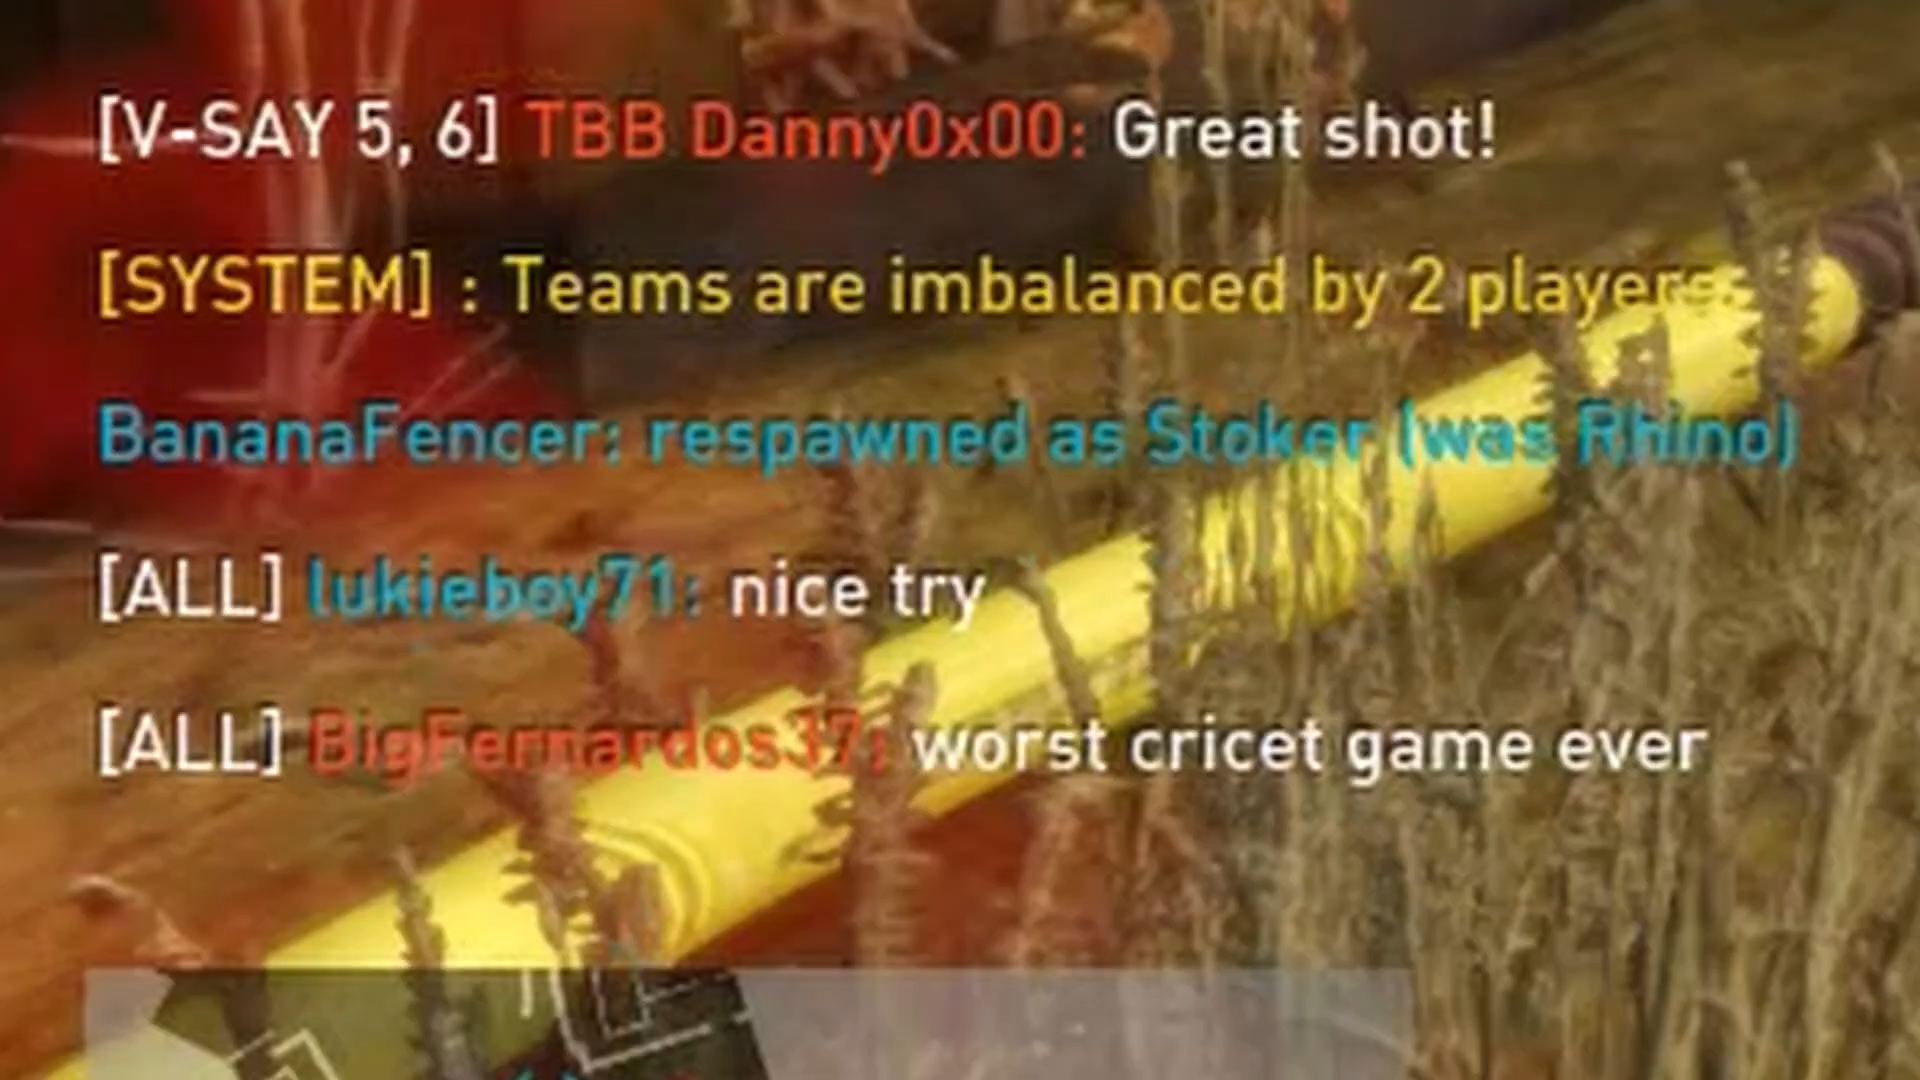 [V-SAY 5, 6] TBB Danny0x00: Great shot!
[SYSTEM] : Teams are imbalanced by 2 players
BananaFencer: respawned as Stoker (was Rhino)
[ALL] lukieboy71: nice try
[ALL] BigFernardos37: worst cricket game ever